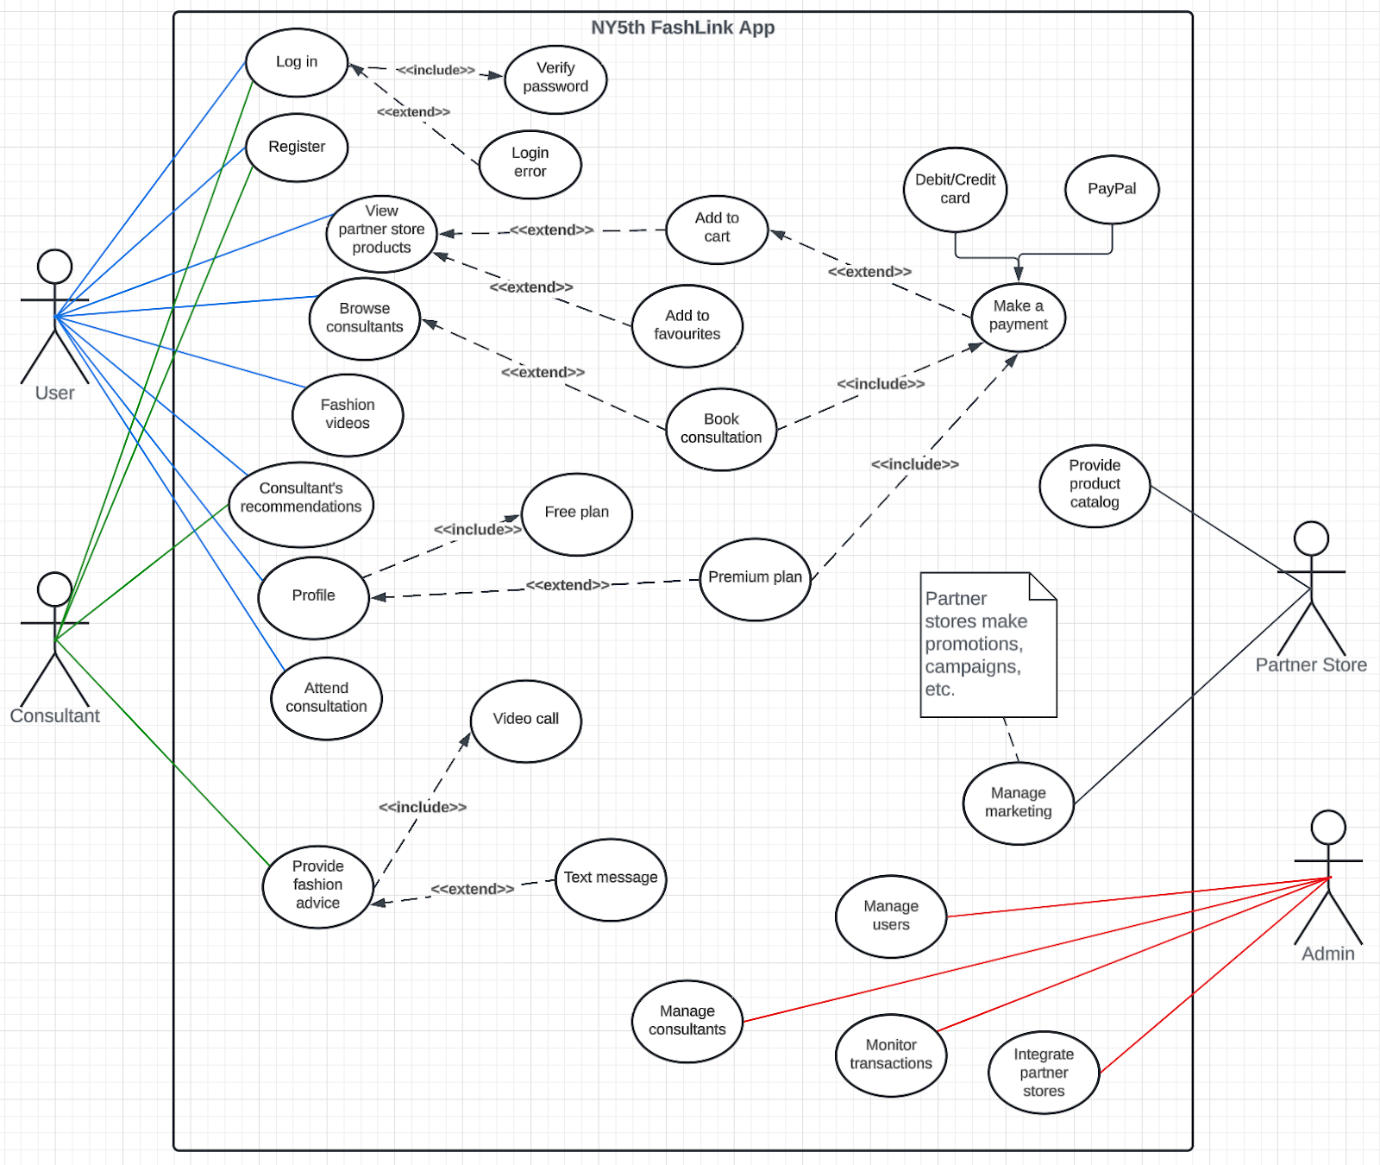 NY5th FashLink App
Log in
<<include>>
Verify
password
<<extend>>
Login
error
Register
Debit/Credit
card
PayPal
View
partner store
products
<<extend>>
Add to
cart
<<extend>>
<<extend>>
Make a
payment
Browse
consultants
Add to
favourites
<<extend>>
<<include>>
User
Fashion
videos
Book
consultation
<<include>>
Provide
product
catalog
Consultant's
recommendations
Free plan
<<include>>
Profile
<<extend>>
Premium plan
Partner
stores make
promotions,
campaigns,
etc.
Partner Store
Consultant
Attend
consultation
Video call
<<include>>
Manage
marketing
Provide
fashion
advice
<<extend>>
Text message
Manage
users
Admin
Manage
consultants
Monitor
transactions
Integrate
partner
stores